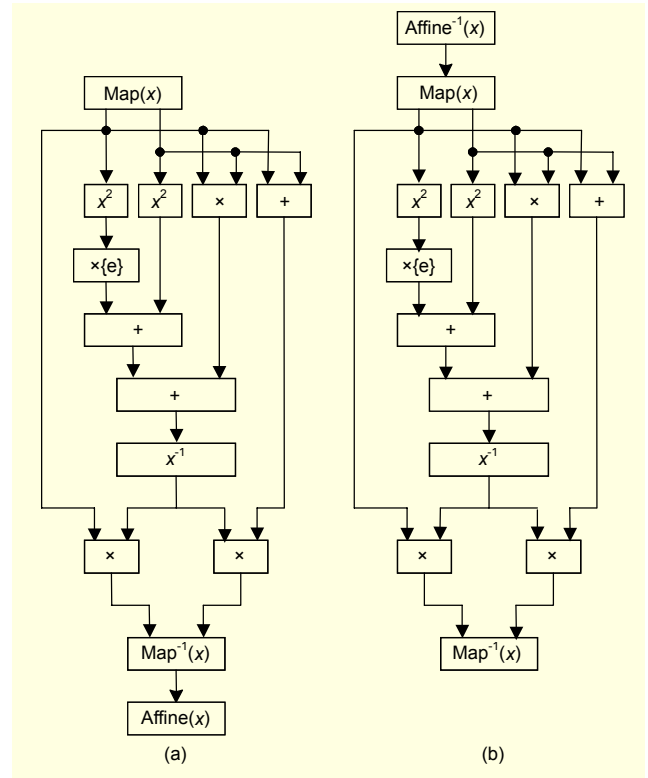 Affine⁻¹(x)
Map(x)
Map(x)
x²
x²
×
+
x²
x²
×
+
×{e}
×{e}
+
+
+
+
x⁻¹
x⁻¹
×
×
×
×
Map⁻¹(x)
Map⁻¹(x)
Affine(x)
(a)
(b)